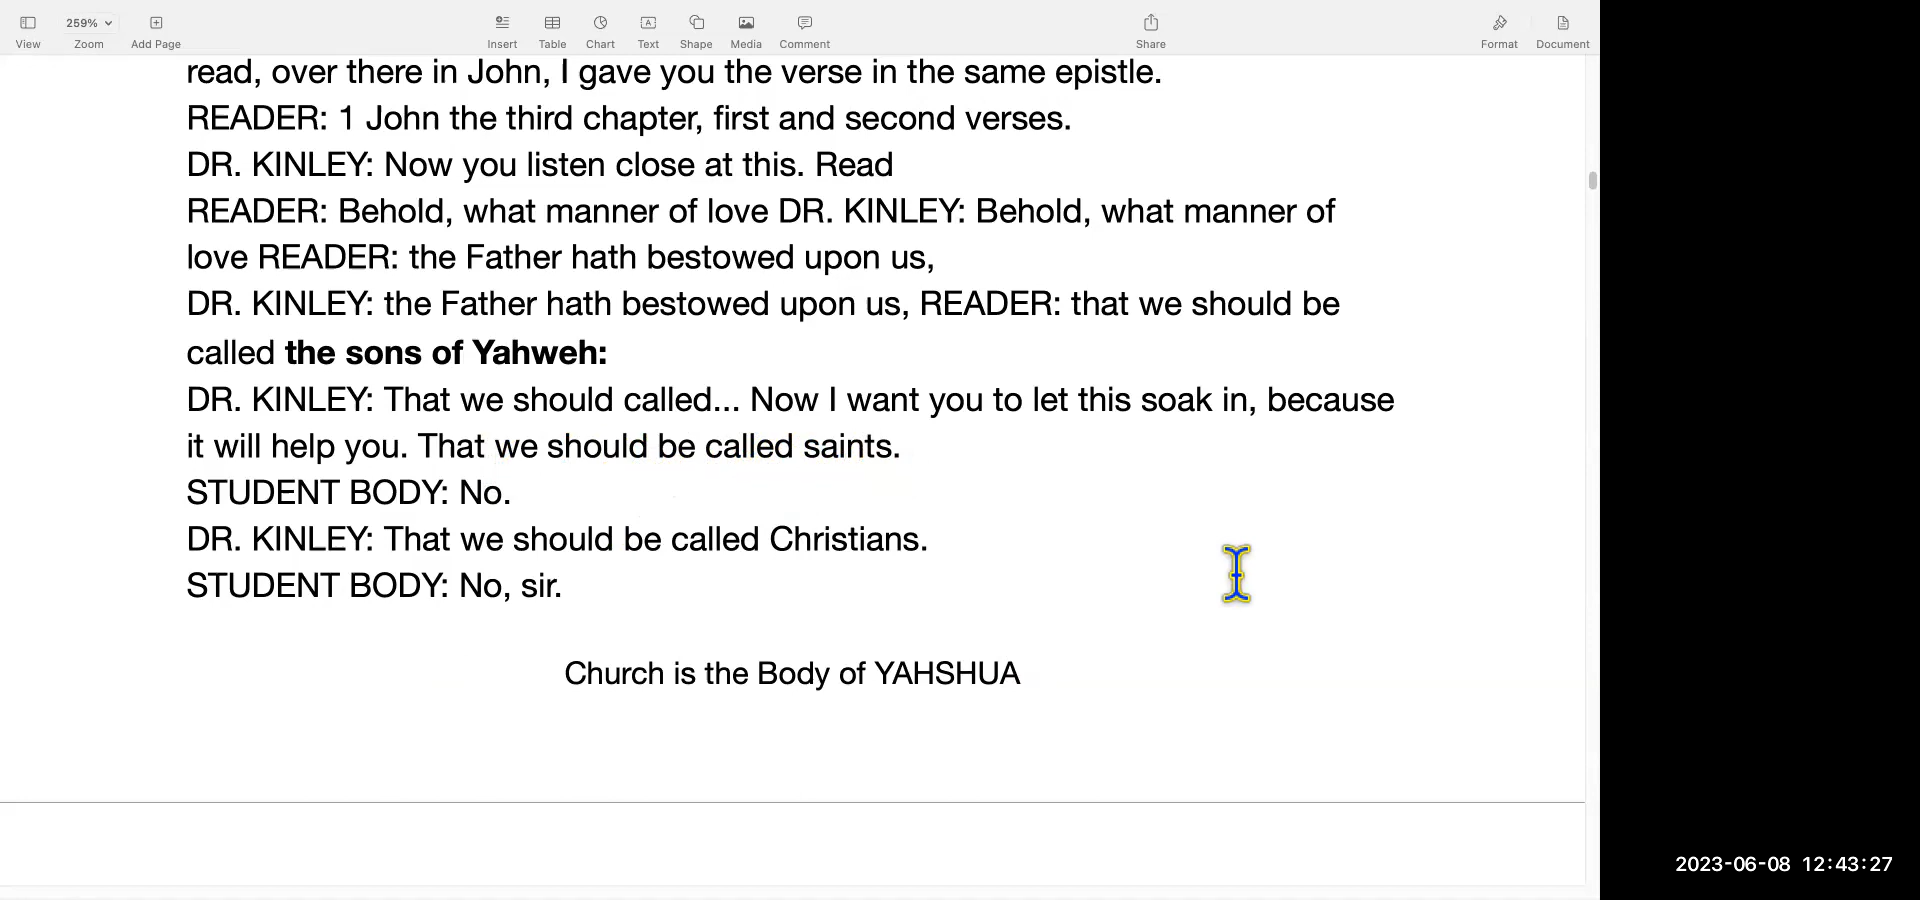 259%
View
Zoom
Add Page
Insert
Table
Chart
Text
Shape
Media
Comment
Share
Format
Document
read, over there in John, I gave you the verse in the same epistle.
READER: 1 John the third chapter, first and second verses.
DR. KINLEY: Now you listen close at this. Read
READER: Behold, what manner of love DR. KINLEY: Behold, what manner of
love READER: the Father hath bestowed upon us,
DR. KINLEY: the Father hath bestowed upon us, READER: that we should be
called the sons of Yahweh:
DR. KINLEY: That we should called... Now I want you to let this soak in, because
it will help you. That we should be called saints.
STUDENT BODY: No.
DR. KINLEY: That we should be called Christians.
STUDENT BODY: No, sir.
Church is the Body of YAHSHUA
2023-06-08 12:43:27